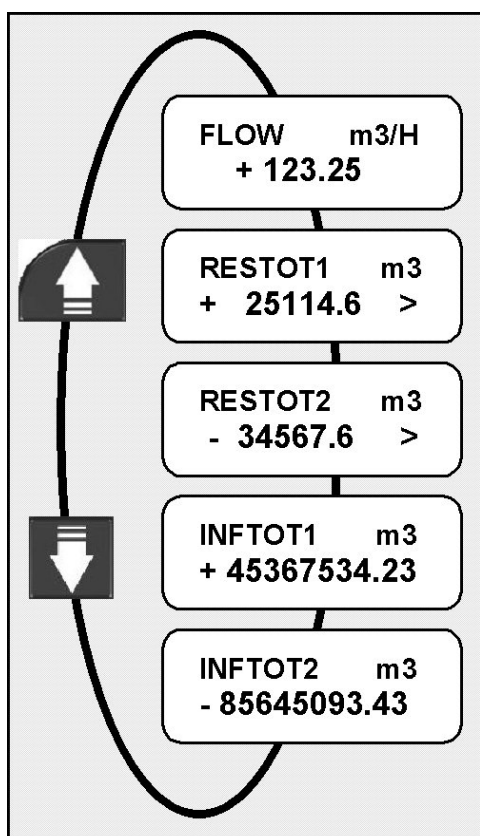 FLOW m3/H
+ 123.25
RESTOT1 m3
+ 25114.6 >
RESTOT2 m3
- 34567.6 >
INFTOT1 m3
+ 45367534.23
INFTOT2 m3
- 85645093.43